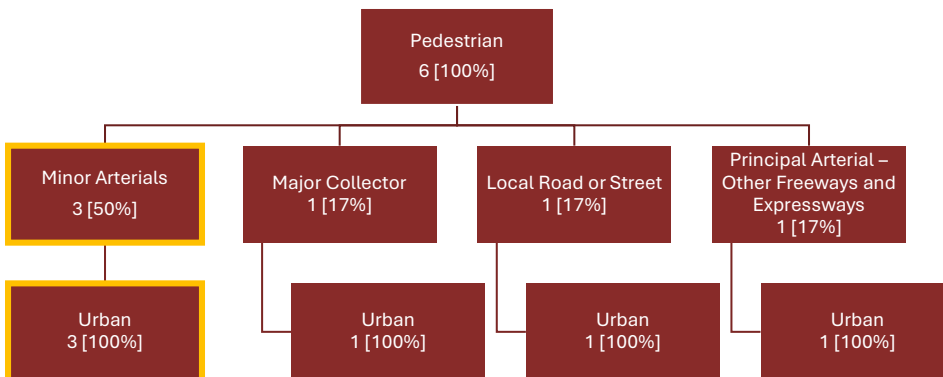 Pedestrian
6 [100%]
Minor Arterials
3 [50%]
Major Collector
1 [17%]
Local Road or Street
1 [17%]
Principal Arterial –
Other Freeways and
Expressways
1 [17%]
Urban
3 [100%]
Urban
1 [100%]
Urban
1 [100%]
Urban
1 [100%]